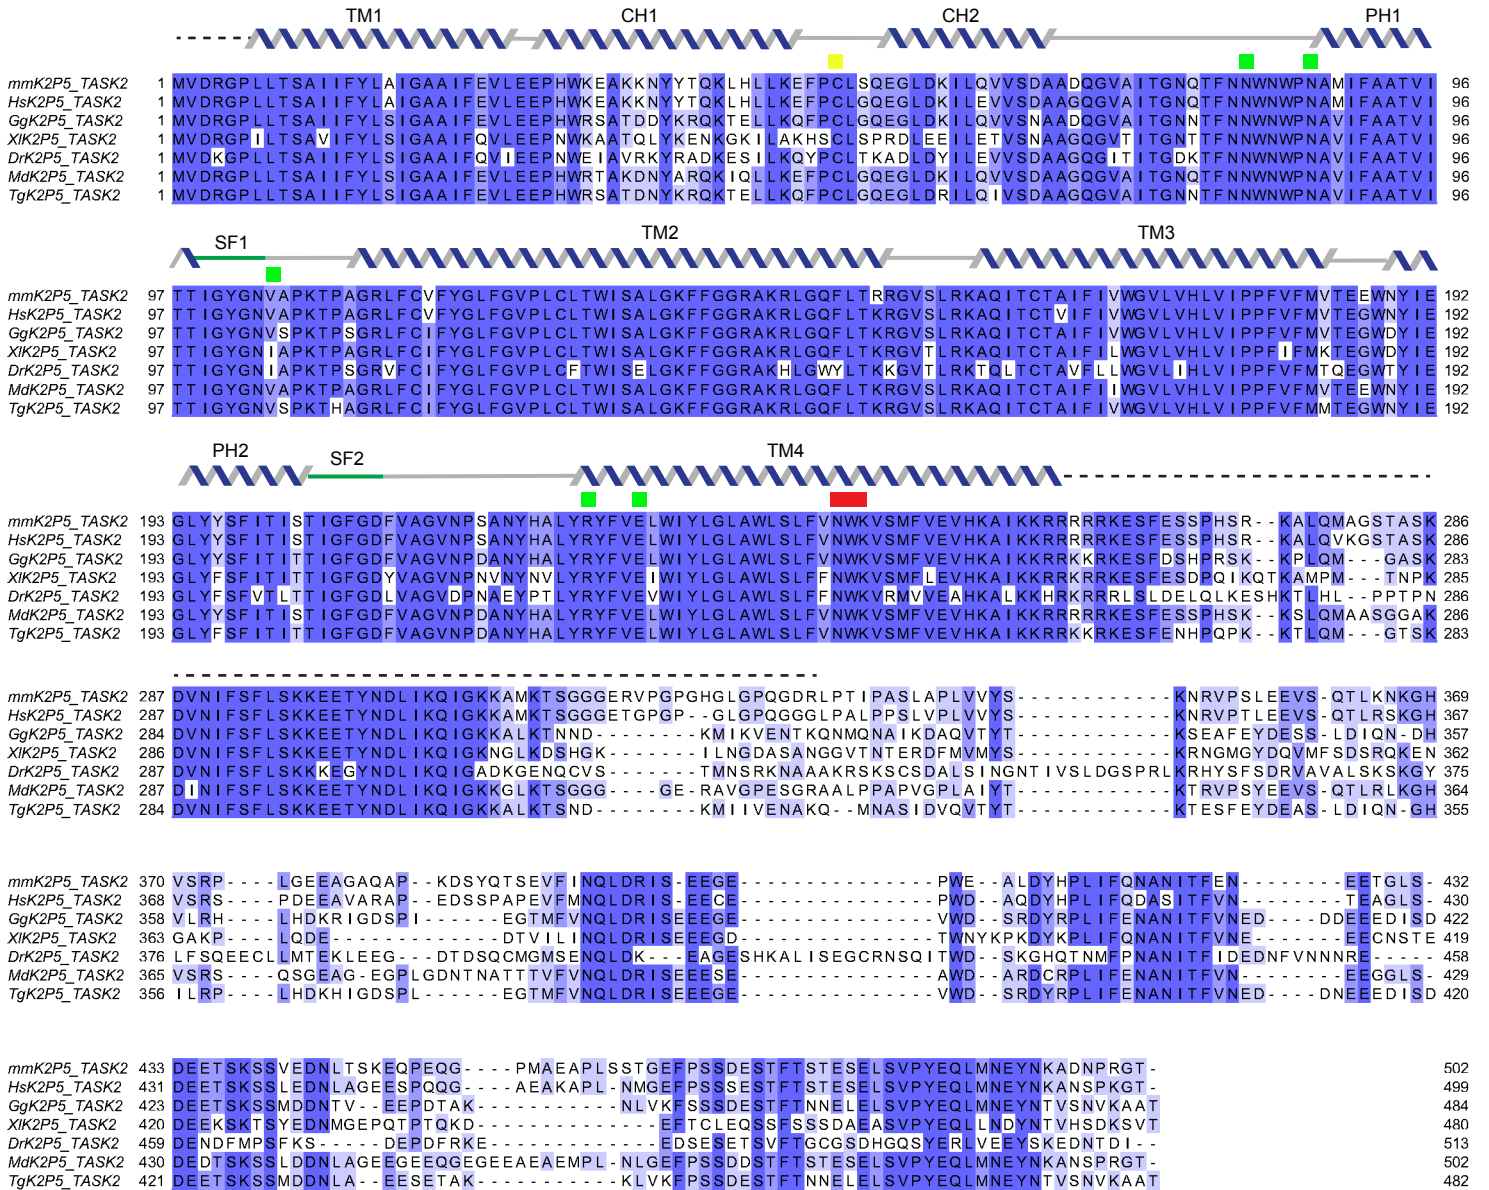 TM1 CH1 CH2 PH1
mmK2P5_TASK2 1 MVDRGPLLTSAIIFYLAIGAAIFEVLEEPHWKEAKKNYYTQKLHLLKEFPCLSQEGLDKILQVVSDAADQGVAITGNQTFNNWNWPNAMIFAATVI 96
HsK2P5_TASK2 1 MVDRGPLLTSAIIFYLAIGAAIFEVLEEPHWKEAKKNYYTQKLHLLKEFPCLGQEGLDKILEVVSDAAGQGVAITGNQTFNNWNWPNAMIFAATVI 96
GgK2P5_TASK2 1 MVDRGPLLTSAIIFYLSIGAAIFEVLEEPHWRSATDDYKRQKTELLKEFPCLGQEGLDKILQVVSNAADQGVAITGNNTFNNWNWPNAVIFAATVI 96
XlK2P5_TASK2 1 MVDRGPILTSAVIFYLSIGAAIFQVLEEPNWKAATQLYKENKGKILAKHSCLSPRDLEEILETVSNAAGQGVTITGNTTFNNWNWPNAVIFAATVI 96
DrK2P5_TASK2 1 MVDKGPLLTSAIIFYLSIGAAIFQVIEEPNWEIAVRKYRADKESILKQYPCLTKADLDYILEVVSDAAGQGITITGDKTFNNWNWPNAVIFAATVI 96
MdK2P5_TASK2 1 MVDRGPLLTSAIIFYLSIGAAIFEVLEEPHWRTAKDNYARQKIQLLKEFPCLGQEGLDKILQVVSDAAGQGVAITGNQTFNNWNWPNAVIFAATVI 96
TgK2P5_TASK2 1 MVDRGPLLTSAIIFYLSIGAAIFEVLEEPHWRSATDNYKRQKTELLKEFPCLGQEGLDRILQIVSDAAGQGVAITGNQTFNNWNWPNAVIFAATVI 96
SF1 TM2 TM3
mmK2P5_TASK2 97 TTIGYGNVAPKTPAGRLFCVFYGLFGVPLCLTWISALGKFFGGRAKRLGQFLTRRGVSLRKAQITCTAIFIVWGVLVHLVIPPFVFMVTEEWNYIE 192
HsK2P5_TASK2 97 TTIGYGNVAPKTPAGRLFCVFYGLFGVPLCLTWISALGKFFGGRAKRLGQFLTKRGVSLRKAQITCTVIFIVWGVLVHLVIPPFVFMVTEGWNYIE 192
GgK2P5_TASK2 97 TTIGYGNVSPKTPSGRLFCIFYGLFGVPLCLTWISALGKFFGGRAKRLGQFLTKRGVSLRKAQITCTAIFIVWGVLVHLVIPPFVFMVTEGWDYIE 192
XlK2P5_TASK2 97 TTIGYGNIAPKTPAGRLFCIFYGLFGVPLCLTWISALGKFFGGRAKRLGQFLTKRGVTLRKAQITCTAIFILWGVLVHLVIPPFIFMKTEGWDYIE 192
DrK2P5_TASK2 97 TTIGYGNIAPKTPSGRVFCIFYGLFGVPLCFTWISELGKFFGGRAKHLGWYLTKKGVTLRKTQLTCTAVFLLWGVLIHLVIPPFVFMTQEGWTYIE 192
MdK2P5_TASK2 97 TTIGYGNVAPKTPAGRLFCIFYGLFGVPLCLTWISALGKFFGGRAKRLGQFLTKRGVSLRKAQITCTAIFIIWGVLVHLVIPPFVFMVTEEWNYIE 192
TgK2P5_TASK2 97 TTIGYGNVSPKTHAGRLFCIFYGLFGVPLCLTWISALGKFFGGRAKRLGQFLTKRGVSLRKAQITCTAIFIVWGVLVHLVIPPFVFMMTEGWNYIE 192
PH2 SF2 TM4
mmK2P5_TASK2 193 GLYYSFITISTIGFGDFVAGVNPSANYHALYRYFVELWIYLGLAWLSLFVNWKVSMFVEVHKAIKKRRRRRKESFESSPHSR--KALQMAGSTASK 286
HsK2P5_TASK2 193 GLYYSFITISTIGFGDFVAGVNPSANYHALYRYFVELWIYLGLAWLSLFVNWKVSMFVEVHKAIKKRRRRRKESFESSPHSR--KALQVKGSTASK 286
GgK2P5_TASK2 193 GLYYSFITISTIGFGDFVAGVNPDANYHALYRYFVELWIYLGLAWLSLFVNWKVSMFVEVHKAIKKRRKKRKESFDSHPRSK--KPLQM---GASK 283
XlK2P5_TASK2 193 GLYFSFITITTIGFGDYVAGVNPNVNYNVLYRYFVEIWIYLGLAWLSLFFNWKVSMFLEVHKAIKKRRKRRKESFESDPQIKQTKAMPM---TNPK 285
DrK2P5_TASK2 193 GLYFSFVTLTTIGFGDLVAGVDPNAEYPTLYRYFVEVWIYLGLAWLSLFFNWKVRMVVEAHKALKKHRKRRRLSLDELQLKESHKTLHL--PPTPN 286
MdK2P5_TASK2 193 GLYYSFITISTIGFGDFVAGVNPDANYHALYRYFVELWIYLGLAWLSLFVNWKVSMFVEVHKAIKKRRRRRKESFESSPHSK--KSLQMAASGGAK 286
TgK2P5_TASK2 193 GLYFSFITITTIGFGDFVAGVNPDANYHALYRYFVELWIYLGLAWLSLFVNWKVSMFVEVHKAIKKRRKKRKESFENHPQPK--KTLQM---GTSK 283
mmK2P5_TASK2 287 DVNIFSFLSKKEETYNDLIKQIGKKAMKTSGGGERVPGPGHGLGPQGDRLPTIPASLAPLVVYS------------KNRVPSLEEVS-QTLKNKGH 369
HsK2P5_TASK2 287 DVNIFSFLSKKEETYNDLIKQIGKKAMKTSGGGETGPGP--GLGPQGGGLPALPPSLVPLVVYS------------KNRVPTLEEVS-QTLRSKGH 367
GgK2P5_TASK2 284 DVNIFSFLSKKEETYNDLIKQIGKKALKTNND--------KMIKVENTKQNMQNAIKDAQVTYT------------KSEAFEYDESS-LDIQN-DH 357
XlK2P5_TASK2 286 DVNIFSFLSKKEETYNDLIKQIGKNGLKDSHGK-------ILNGDASANGGVTNTERDFMVMYS------------KRNGMGYDQVMFSDSRQKEN 362
DrK2P5_TASK2 287 DVNIFSFLSKKKEGYNDLIKQIGADKGENQCVS-------TMNSRKNAAAKRSKSCSDALSINGNTIVSLDGSPRLKRHYSFSDRVAVALSKSKGY 375
MdK2P5_TASK2 287 DINIFSFLSKKEETYNDLIKQIGKKGLKTSGGG----GE-RAVGPESGRAALPPAPVGPLAIYT------------KTRVPSYEEVS-QTLRLKGH 364
TgK2P5_TASK2 284 DVNIFSFLSKKEETYNDLIKQIGKKALKTSND--------KMIIVENAKQ--MNASIDVQVTYT------------KTESFEYDEAS-LDIQN-GH 355
mmK2P5_TASK2 370 VSRP----LGEEAGAQAP--KDSYQTSEVFINQLDRIS-EEGE---------------PWE--ALDYHPLIFQNANITFEN--------EETGLS- 432
HsK2P5_TASK2 368 VSRS----PDEEAVARAP--EDSSPAPEVFMNQLDRIS-EECE---------------PWD--AQDYHPLIFQDASITFVN--------TEAGLS- 430
GgK2P5_TASK2 358 VLRH----LHDKRIGDSPI------EGTMFVNQLDRISEEEGE---------------VWD--SRDYRPLIFQNANITFVNED----DDEEEDISD 422
XlK2P5_TASK2 363 GAKP----LQDE-------------DTVILINQLDRISEEEGD---------------TWNYKPKDYKPLIFQNANITFVNE-------EECNSTE 419
DrK2P5_TASK2 376 LFSQEECLLMTEKLEEG--DTDSQCMGMSENQLDK---EAGESHKALISEGCRNSQITWD--SKGHQTNMFPNANITFIDEDNFVNNNRE------ 458
MdK2P5_TASK2 365 VSRS----QSGEAG-EGPLGDNTNATTTVFVNQLDRISEEESE---------------AWD--ARDCRPLIFENANITFVN--------EEGGLS- 429
TgK2P5_TASK2 356 ILRP----LHDKHIGDSPL------EGTMFVNQLDRISEEEGE---------------VWD--SRDYRPLIFENANITFVNED----DNEEEDISD 420
mmK2P5_TASK2 433 DEETSKSSVEDNLTSKEQPEQG----PMAEAPLSSTGEFPSSDESTFTSTESELSVPYEQLMNEYNKADNPRGT- 502
HsK2P5_TASK2 431 DEETSKSSLEDNLAGEESPQQG----AEAKAPL-NMGEFPSSSESTFTSTESELSVPYEQLMNEYNKANSPKGT- 499
GgK2P5_TASK2 423 DEETSKSSMDDNTV--EEPDTAK-----------NLVKFSSSDESTFTNNELELSVPYEQLMNEYNTVSNVKAAT 484
XlK2P5_TASK2 420 DEEKSKTSYEDNMGEPQTPTQKD--------------EFTCLEQSSFSSSDAEASVPYEQLLNDYNTVHSDKSVT 480
DrK2P5_TASK2 459 DENDFMPSFKS-----DEPDFRKE-------------EDSESETSVFTGCGSDHGQSYERLVEEYSKEDNTDI-- 513
MdK2P5_TASK2 430 DEDTSKSSLDDNLAGEEGEEQGEGEEAEAEMPL-NLGEFPSSDDSTFTSTESELSVPYEQLMNEYNKANSPRGT- 502
TgK2P5_TASK2 421 DEETSKSSMDDNLA--EESETAK-----------KLVKFPSSDESTFTNNELELSVPYEQLMNEYNTVSNVKAAT 482